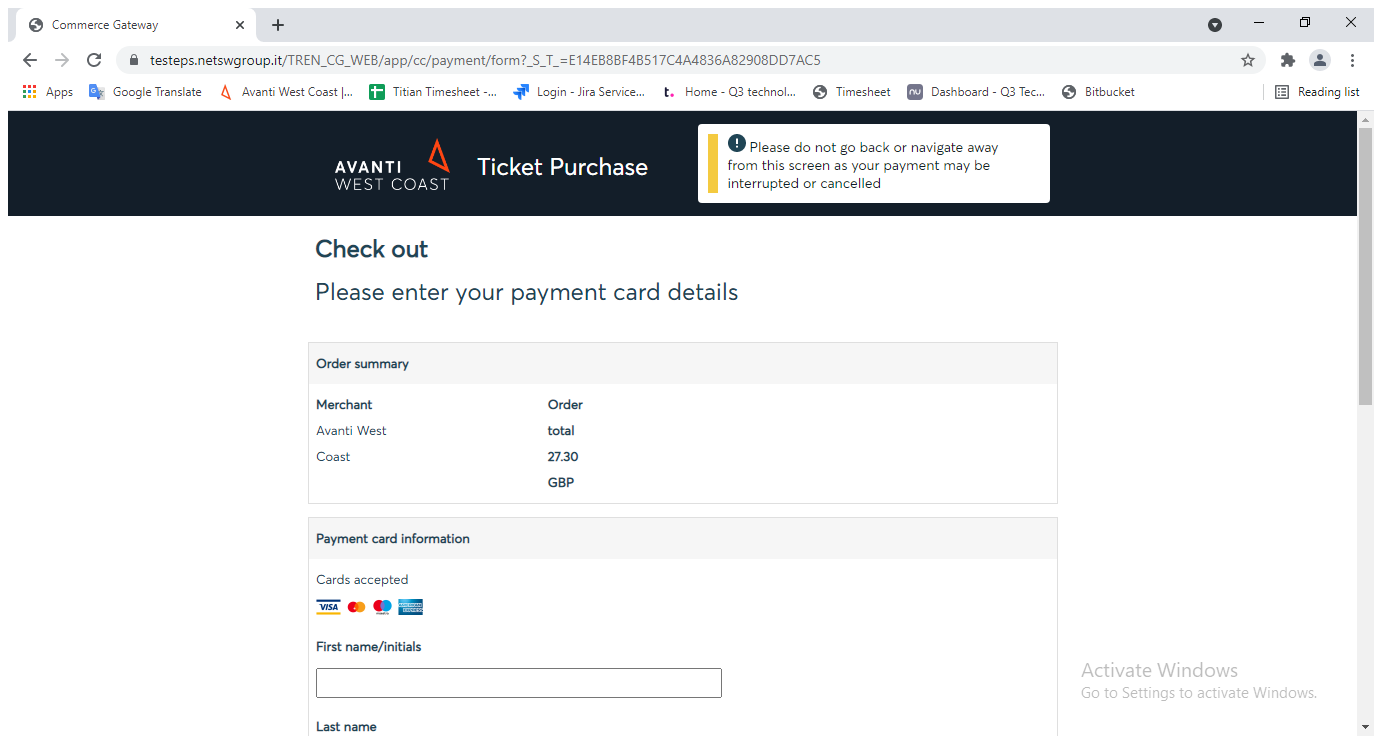 Commerce Gateway
testeps.netswgroup.it/TREN_CG_WEB/app/cc/payment/form?_S_T_=E14EB8BF4B517C4A4836A82908DD7AC5
Apps Google Translate Avanti West Coast |... Titian Timesheet -... Login - Jira Service... Home - Q3 technol... Timesheet Dashboard - Q3 Tec... Bitbucket Reading list
AVANTI
WEST COAST
Ticket Purchase
Please do not go back or navigate away
from this screen as your payment may be
interrupted or cancelled
Check out
Please enter your payment card details
Order summary
Merchant
Avanti West
Coast
Order
total
27.30
GBP
Payment card information
Cards accepted
VISA
First name/initials
Last name
Activate Windows
Go to Settings to activate Windows.